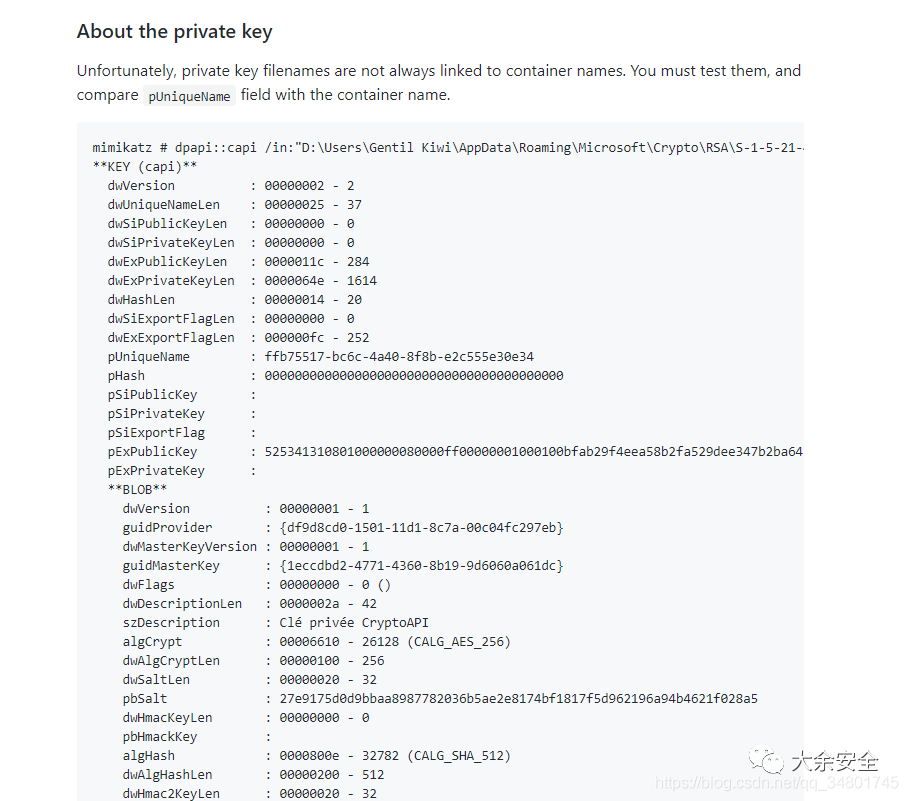 About the private key
Unfortunately, private key filenames are not always linked to container names. You must test them, and
compare pUniqueName field with the container name.
mimikatz # dpapi::capi /in:"D:\Users\Gentil Kiwi\AppData\Roaming\Microsoft\Crypto\RSA\S-1-5-21-
**KEY (capi)**
dwVersion : 00000002 - 2
dwUniqueNameLen : 00000025 - 37
dwSiPublicKeyLen : 00000000 - 0
dwSiPrivateKeyLen : 00000000 - 0
dwExPublicKeyLen : 0000011c - 284
dwExPrivateKeyLen : 0000064e - 1614
dwHashLen : 00000014 - 20
dwSiExportFlagLen : 00000000 - 0
dwExExportFlagLen : 000000fc - 252
pUniqueName : ffb75517-bc6c-4a40-8f8b-e2c555e30e34
pHash : 0000000000000000000000000000000000000000
pSiPublicKey :
pSiPrivateKey :
pSiExportFlag :
pExPublicKey : 525341310801000000080000ff00000001000100bfab29f4eea58b2fa529dee347b2ba64
pExPrivateKey :
**BLOB**
dwVersion : 00000001 - 1
guidProvider : {df9d8cd0-1501-11d1-8c7a-00c04fc297eb}
dwMasterKeyVersion : 00000001 - 1
guidMasterKey : {1eccdbd2-4771-4360-8b19-9d6060a061dc}
dwFlags : 00000000 - 0 ()
dwDescriptionLen : 0000002a - 42
szDescription : Clé privée CryptoAPI
algCrypt : 00006610 - 26128 (CALG_AES_256)
dwAlgCryptLen : 00000100 - 256
dwSaltLen : 00000020 - 32
pbSalt : 27e9175d0d9bbaa8987782036b5ae2e8174bf1817f5d962196a94b4621f028a5
dwHmacKeyLen : 00000000 - 0
pbHmackKey :
algHash : 0000800e - 32782 (CALG_SHA_512)
dwAlgHashLen : 00000200 - 512
dwHmac2KeyLen : 00000020 - 32
大余安全
https://blog.csdn.net/qq_34801745